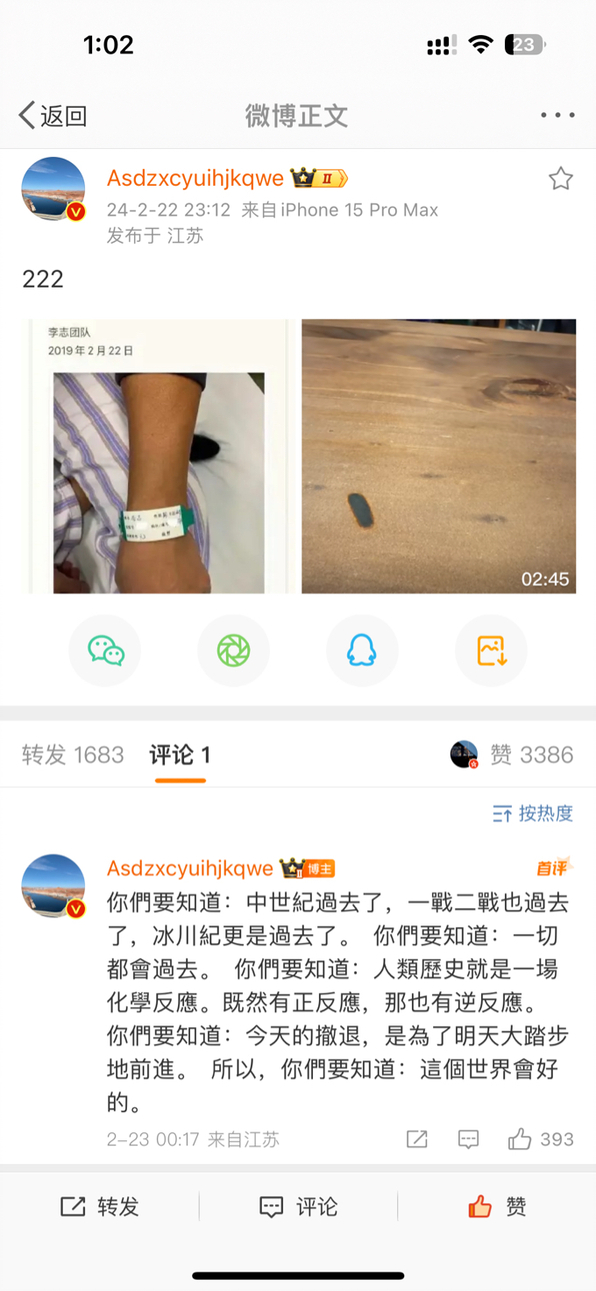 1:02
23
返回
微博正文
Asdzxcyuihjkqwe
II
24-2-22 23:12 来自iPhone 15 Pro Max
发布于 江苏
222
李志团队
2019年2月22日
02:45
转发 1683 评论 1 赞 3386
按热度
Asdzxcyuihjkqwe II 博主 首评
你們要知道：中世紀過去了，一戰二戰也過去
了，冰川紀更是過去了。 你們要知道：一切
都會過去。 你們要知道：人類歷史就是一場
化學反應。既然有正反應，那也有逆反應。
你們要知道：今天的撤退，是為了明天大踏步
地前進。 所以，你們要知道：這個世界會好
的。
2-23 00:17 来自江苏 393
转发 评论 赞